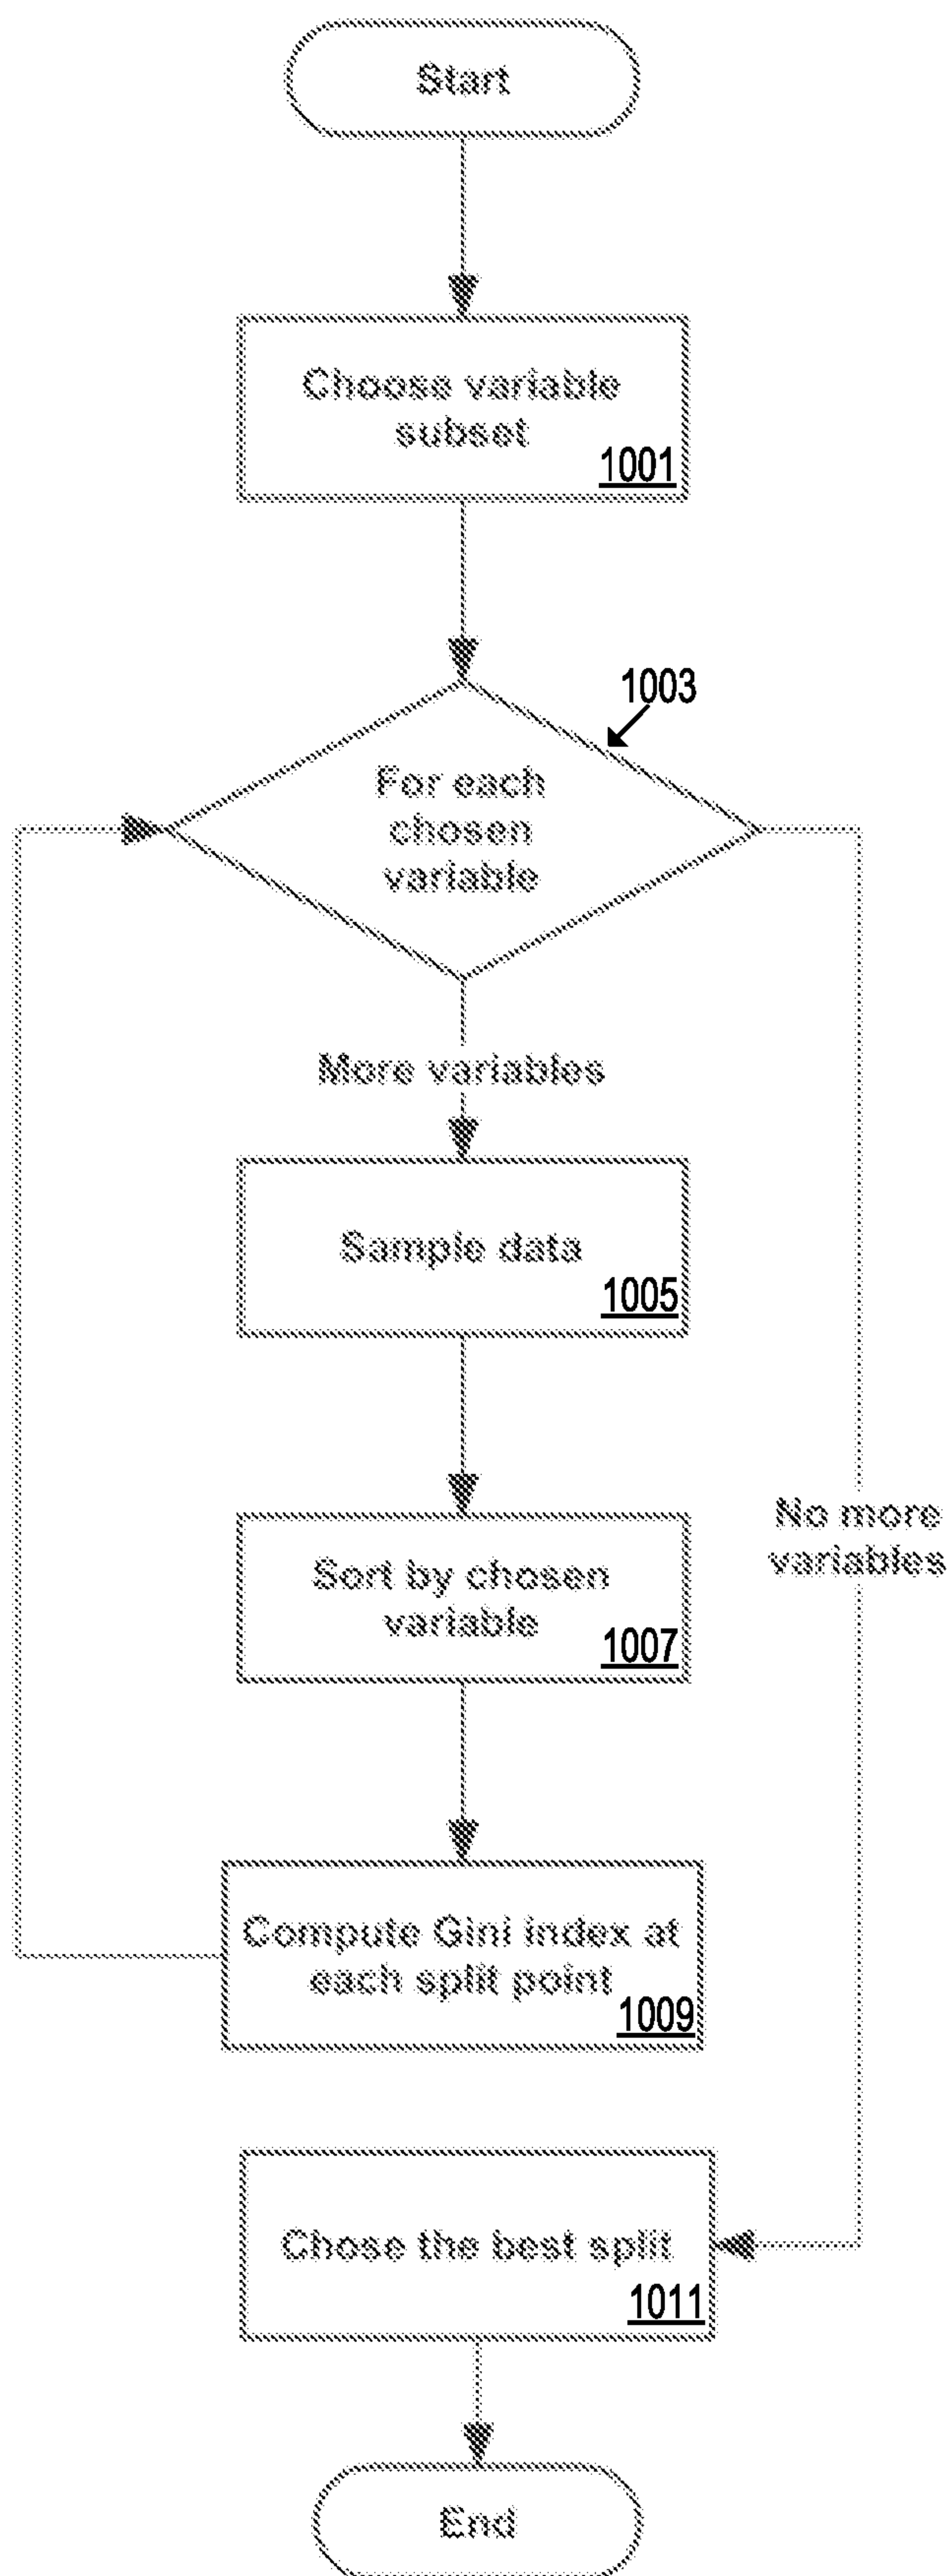 Start
Choose variable
subset
1001
1003
For each
chosen
variable
More variables
Sample data
1005
No more
variables
Sort by chosen
variable
1007
Compute Gini index at
each split point
1009
Chose the best split
1011
End